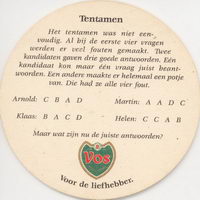 Tentamen
Het tentamen was niet een-
voudig. Al bij de eerste vier vragen
werden er veel fouten gemaakt. Twee
kandidaten gaven drie goede antwoorden. Eén
kandidaat kon maar één vraag juist beant-
woorden. Een andere maakte er helemaal een potje
van. Die had ze alle vier fout.
Arnold: C B A D Martin: A A D C
Klaas: B A C D Helen: C C A B
Maar wat zijn nu de juiste antwoorden?
Vos
Voor de liefhebber.